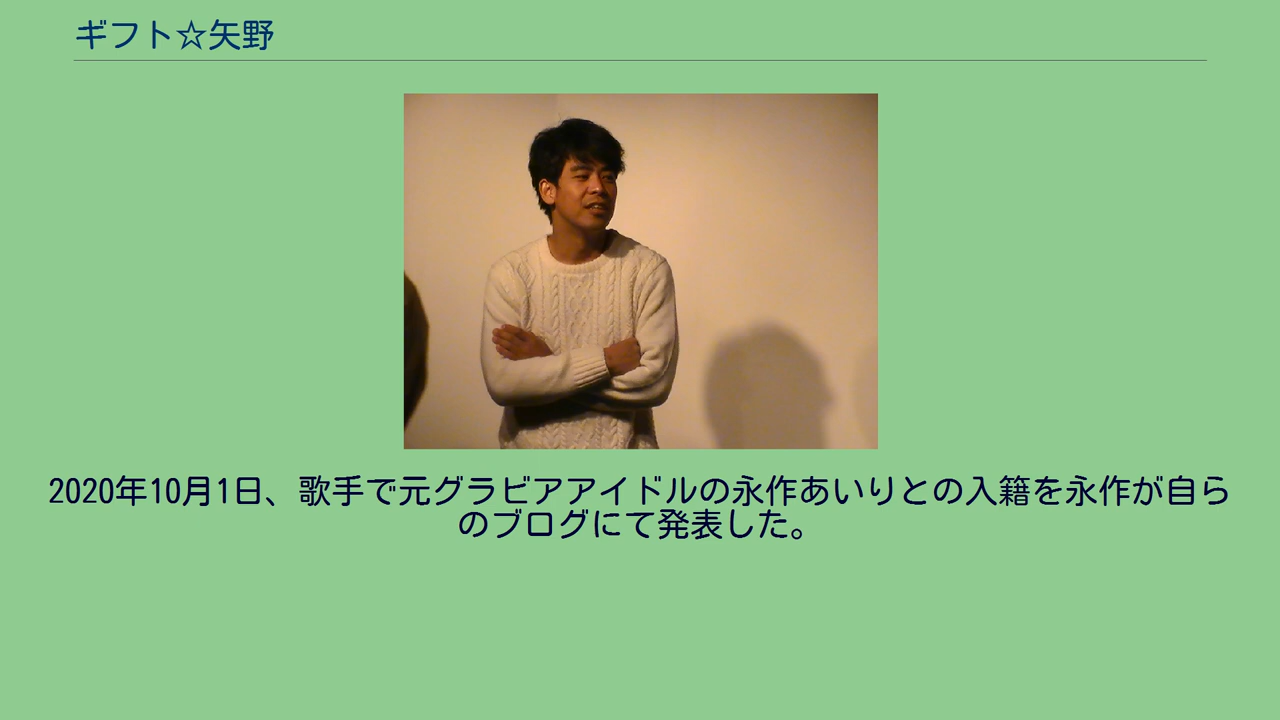 ギフト☆矢野
2020年10月1日、歌手で元グラビアアイドルの永作あいりとの入籍を永作が自ら
のブログにて発表した。